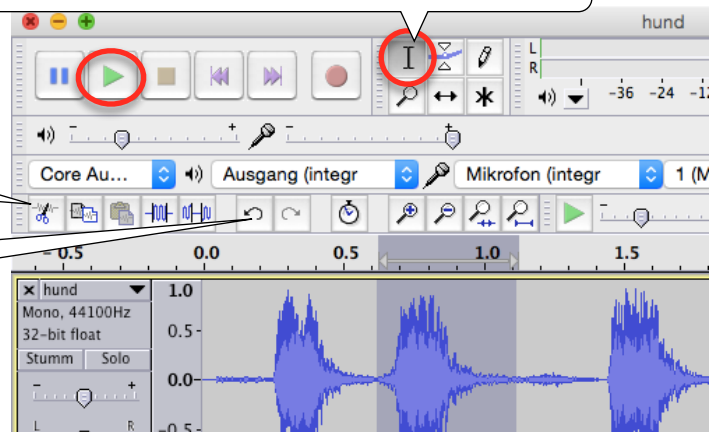 hund
L
R
-36 -24 -12
- +
- +
Core Au... Ausgang (integr Mikrofon (integr 1 (M
-
- 0.5 0.0 0.5 1.0 1.5
× hund
Mono, 44100Hz
32-bit float
Stumm Solo
- +
L R
1.0
0.5-
0.0-
-0.5-